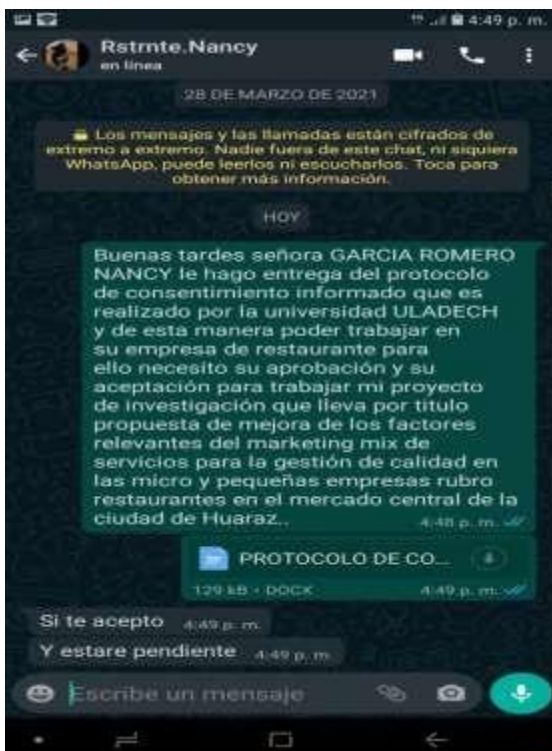 4:49 p. m.
Rstrnte.Nancy
en línea
28 DE MARZO DE 2021
Los mensajes y las llamadas están cifrados de
extremo a extremo. Nadie fuera de este chat, ni siquiera
WhatsApp, puede leerlos ni escucharlos. Toca para
obtener más información.
HOY
Buenas tardes señora GARCIA ROMERO
NANCY le hago entrega del protocolo
de consentimiento informado que es
realizado por la universidad ULADECH
y de esta manera poder trabajar en
su empresa de restaurante para
ello necesito su aprobación y su
aceptación para trabajar mi proyecto
de investigación que lleva por titulo
propuesta de mejora de los factores
relevantes del marketing mix de
servicios para la gestión de calidad en
las micro y pequeñas empresas rubro
restaurantes en el mercado central de la
ciudad de Huaraz..
4:48 p. m.
PROTOCOLO DE CO...
129 kB • DOCX
4:49 p. m.
Si te acepto 4:49 p. m.
Y estare pendiente 4:49 p. m.
Escribe un mensaje